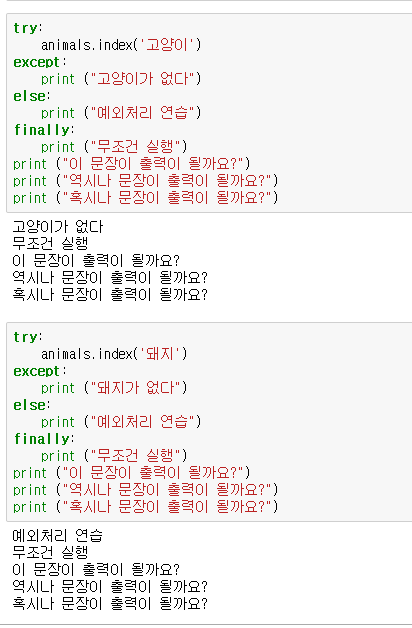 try:
    animals.index('고양이')
except:
    print ("고양이가 없다")
else:
    print ("예외처리 연습")
finally:
    print ("무조건 실행")
print ("이 문장이 출력이 될까요?")
print ("역시나 문장이 출력이 될까요?")
print ("혹시나 문장이 출력이 될까요?")
고양이가 없다
무조건 실행
이 문장이 출력이 될까요?
역시나 문장이 출력이 될까요?
혹시나 문장이 출력이 될까요?
try:
    animals.index('돼지')
except:
    print ("돼지가 없다")
else:
    print ("예외처리 연습")
finally:
    print ("무조건 실행")
print ("이 문장이 출력이 될까요?")
print ("역시나 문장이 출력이 될까요?")
print ("혹시나 문장이 출력이 될까요?")
예외처리 연습
무조건 실행
이 문장이 출력이 될까요?
역시나 문장이 출력이 될까요?
혹시나 문장이 출력이 될까요?